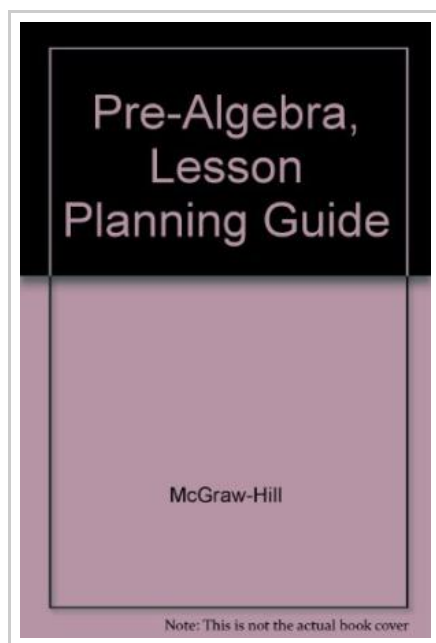 Pre-Algebra,
Lesson
Planning Guide
McGraw-Hill
Note: This is not the actual book cover